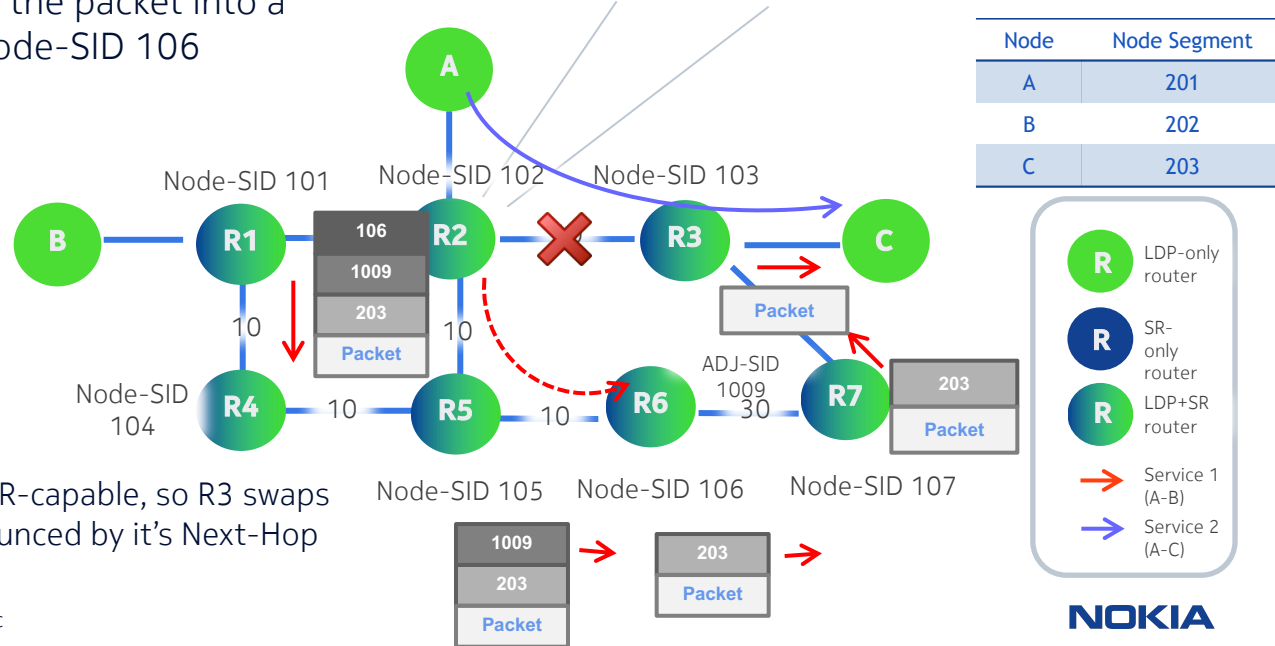 the packet into a
ode-SID 106
A
Node Node Segment
A 201
B 202
C 203
Node-SID 101
Node-SID 102
Node-SID 103
B
R1
106
1009
203
Packet
R2
R3
C
R LDP-only
router
R SR-
only
router
R LDP+SR
router
Service 1
(A-B)
Service 2
(A-C)
10
10
Packet
ADJ-SID
1009
30
203
Packet
Node-SID
104
R4
10
R5
10
R6
R7
R-capable, so R3 swaps
unced by it's Next-Hop
Node-SID 105
Node-SID 106
Node-SID 107
1009
203
Packet
203
Packet
c
NOKIA